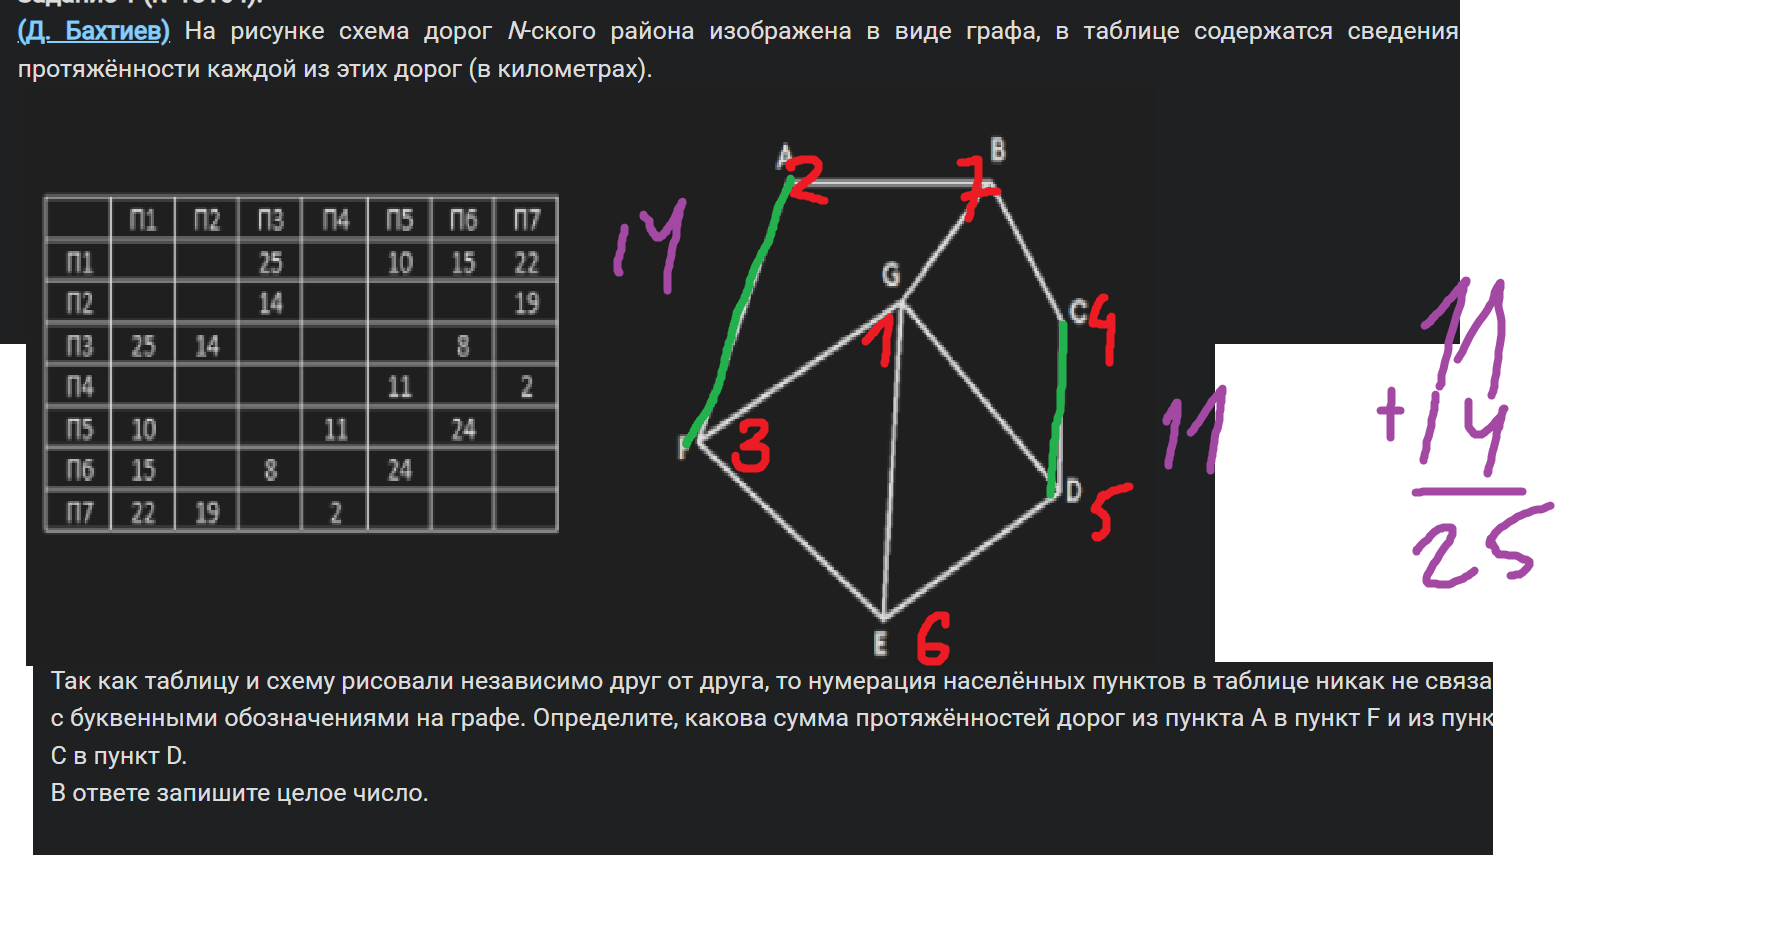 (Д. Бахтиев) На рисунке схема дорог N-ского района изображена в виде графа, в таблице содержатся сведения
протяжённости каждой из этих дорог (в километрах).
П1 П2 П3 П4 П5 П6 П7
П1 25 10 15 22
П2 14 19
П3 25 14 8
П4 11 2
П5 10 11 24
П6 15 8 24
П7 22 19 2
A 2
7 B
14
G
1
C 4
F 3
D 5
11
E 6
11
+ 14
25
Так как таблицу и схему рисовали независимо друг от друга, то нумерация населённых пунктов в таблице никак не связа
с буквенными обозначениями на графе. Определите, какова сумма протяжённостей дорог из пункта A в пункт F и из пунк
C в пункт D.
В ответе запишите целое число.